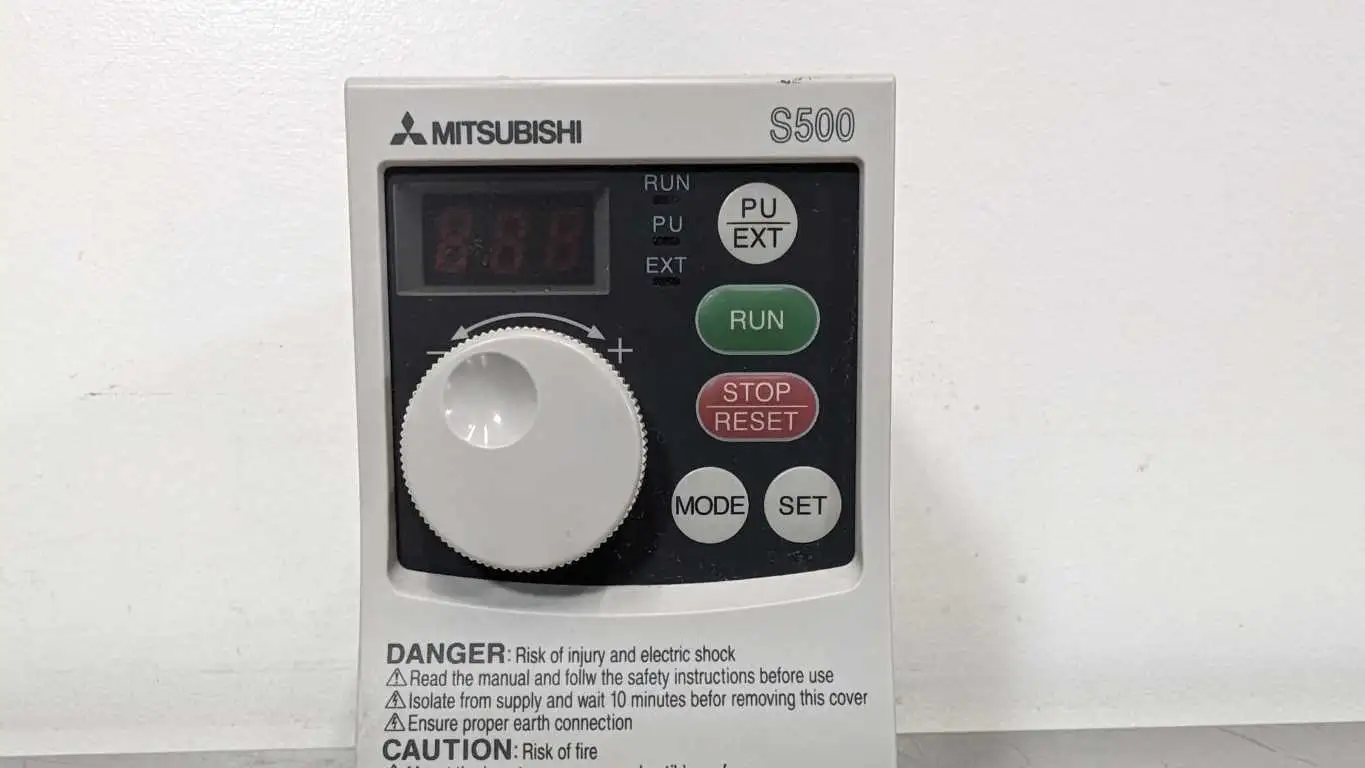 MITSUBISHI
S500
RUN
PU
EXT
PU
EXT
RUN
STOP
RESET
MODE
SET
− +
DANGER: Risk of injury and electric shock
Read the manual and follw the safety instructions before use
Isolate from supply and wait 10 minutes befor removing this cover
Ensure proper earth connection
CAUTION: Risk of fire